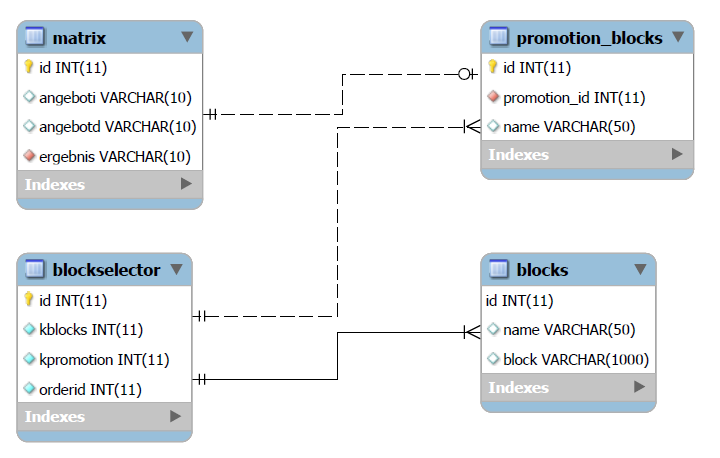 matrix
id INT(11)
angeboti VARCHAR(10)
angebotd VARCHAR(10)
ergebnis VARCHAR(10)
Indexes
promotion_blocks
id INT(11)
promotion_id INT(11)
name VARCHAR(50)
Indexes
blockselector
id INT(11)
kblocks INT(11)
kpromotion INT(11)
orderid INT(11)
Indexes
blocks
id INT(11)
name VARCHAR(50)
block VARCHAR(1000)
Indexes